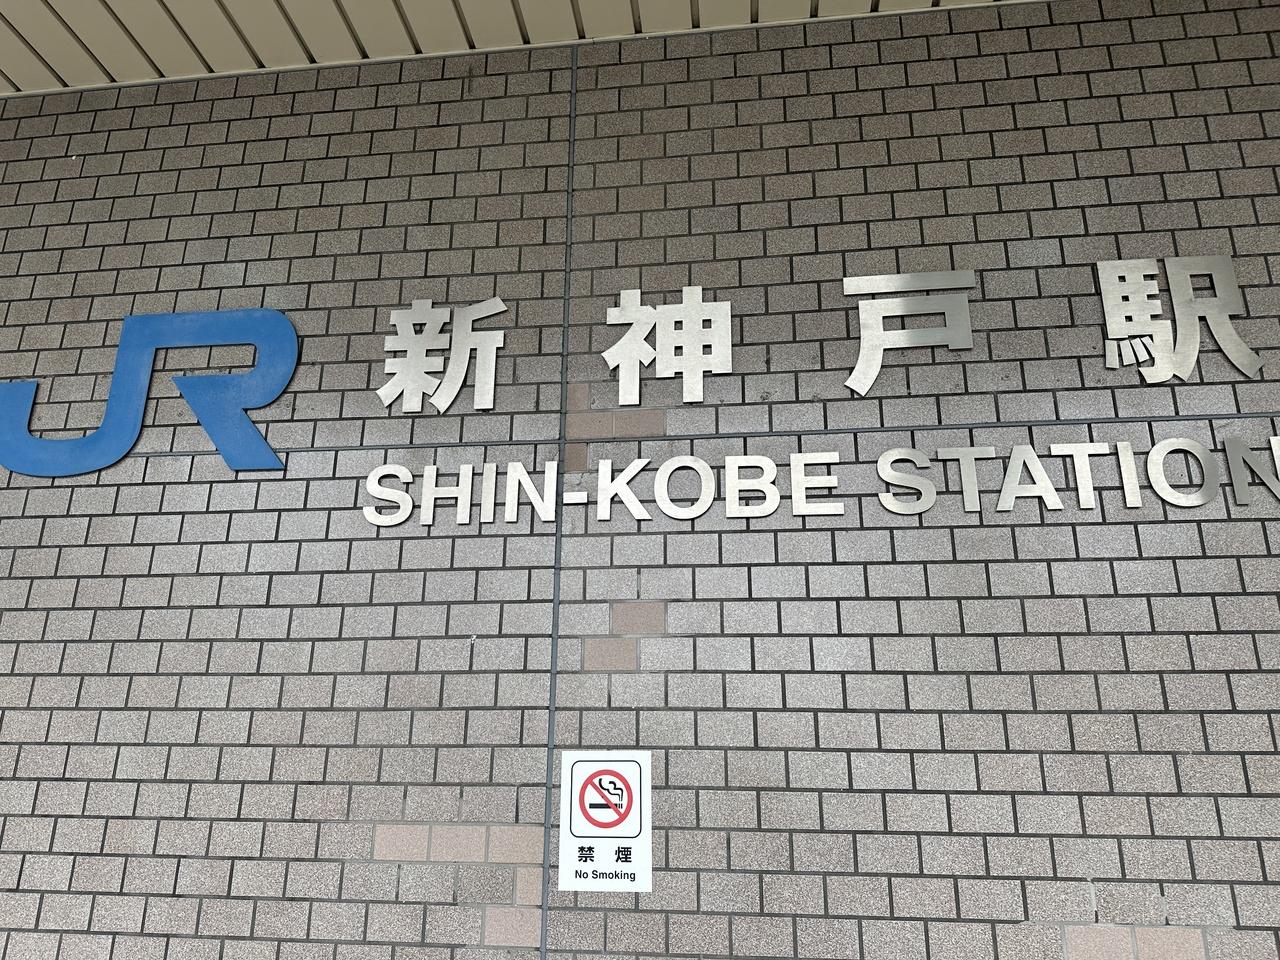 JR 新神戸駅
SHIN-KOBE STATION
禁煙
No Smoking